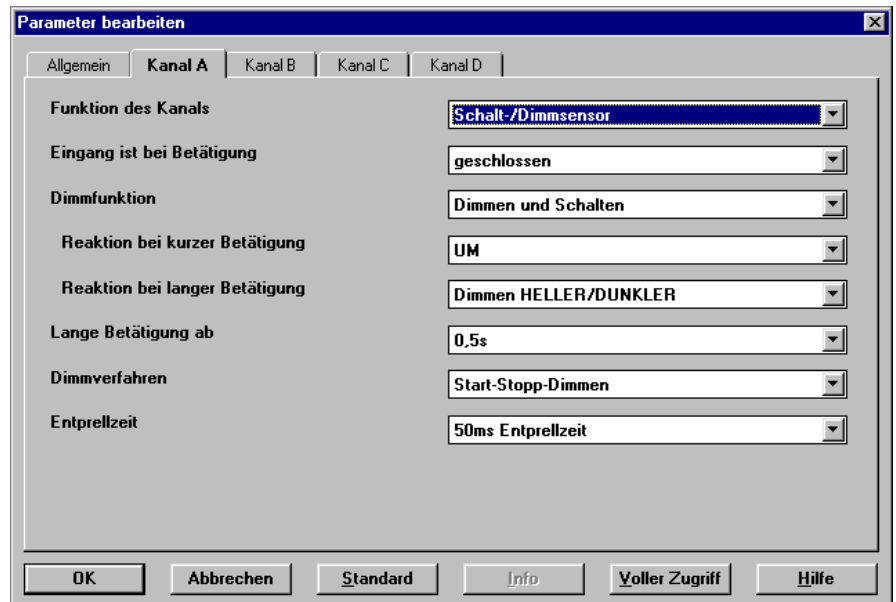 Parameter bearbeiten
Allgemein Kanal A Kanal B Kanal C Kanal D
Funktion des Kanals Schalt-/Dimmsensor
Eingang ist bei Betätigung geschlossen
Dimmfunktion Dimmen und Schalten
Reaktion bei kurzer Betätigung UM
Reaktion bei langer Betätigung Dimmen HELLER/DUNKLER
Lange Betätigung ab 0,5s
Dimmverfahren Start-Stopp-Dimmen
Entprellzeit 50ms Entprellzeit
OK Abbrechen Standard Info Voller Zugriff Hilfe